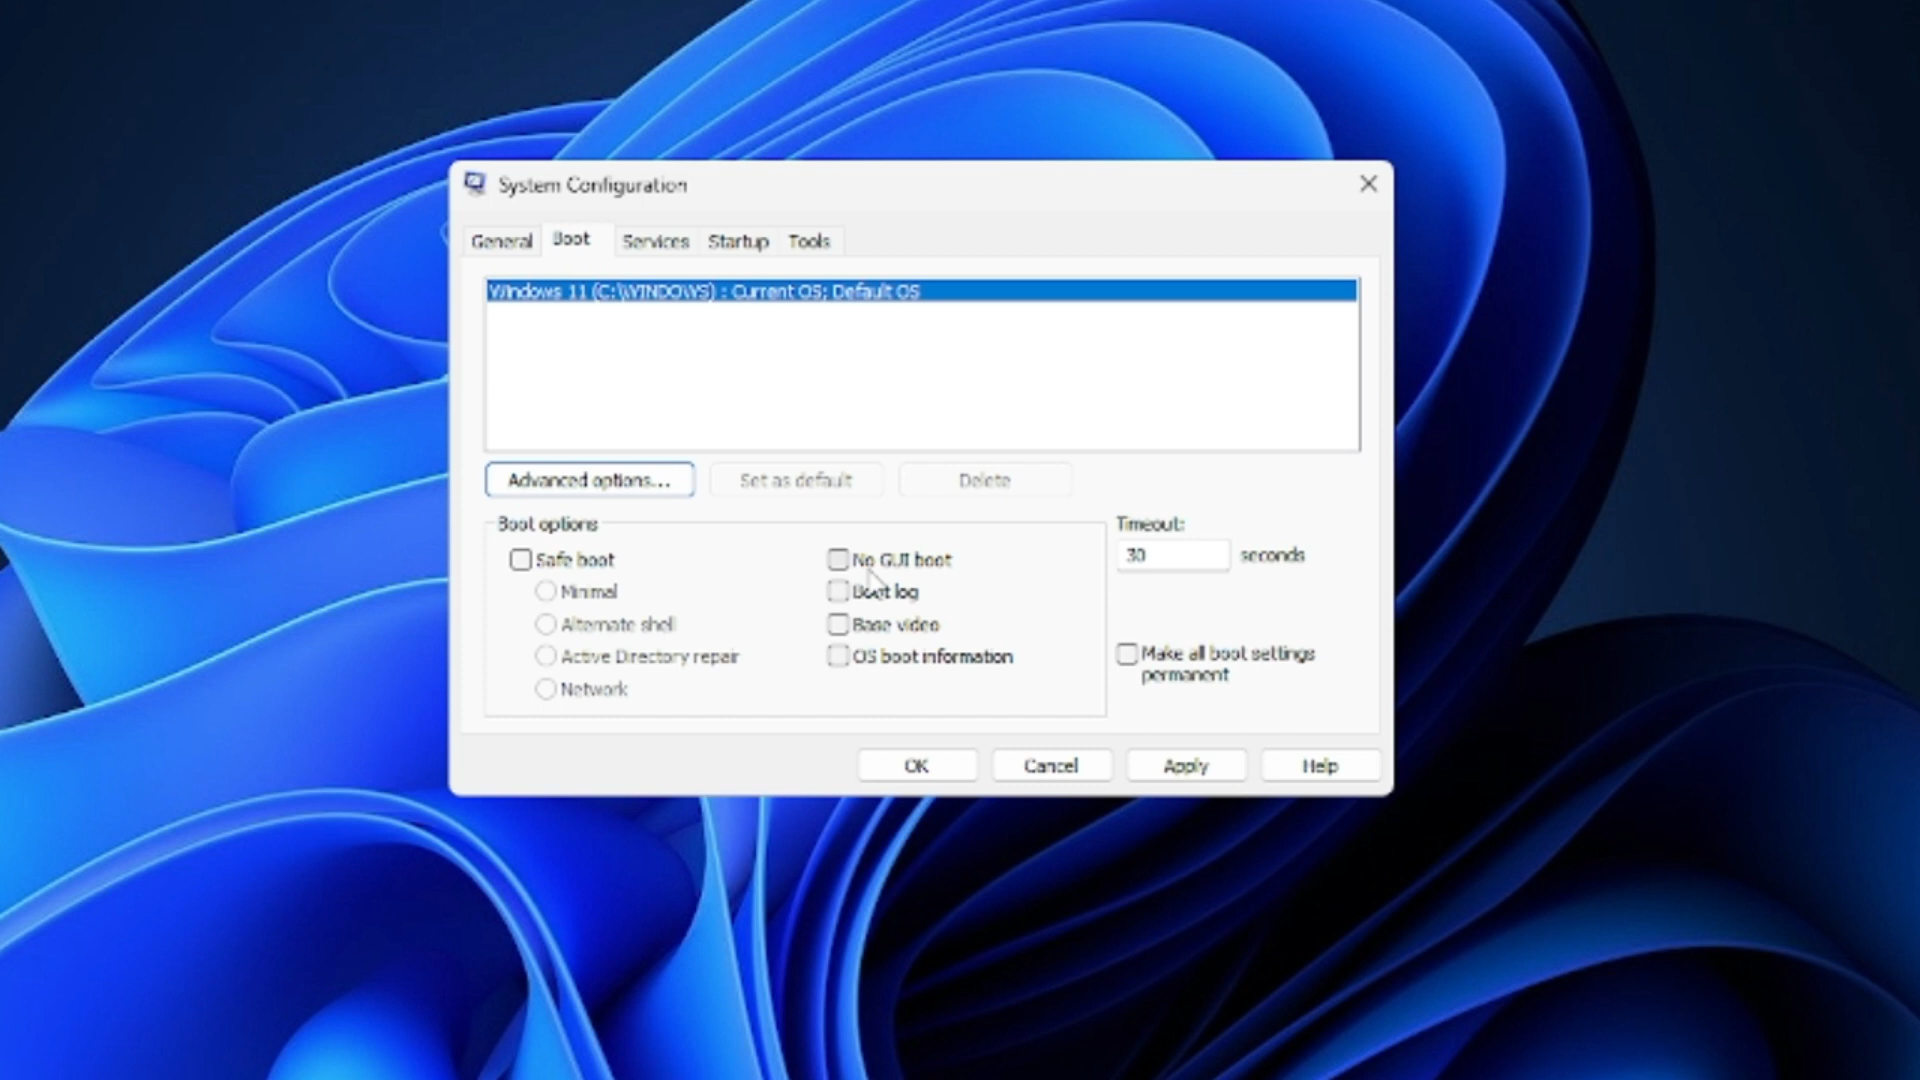 System Configuration
General Boot Services Startup Tools
Windows 11 (C:\WINDOWS) : Current OS; Default OS
Advanced options... Set as default Delete
Boot options
Safe boot
Minimal
Alternate shell
Active Directory repair
Network
No GUI boot
Boot log
Base video
OS boot information
Timeout:
30 seconds
Make all boot settings
permanent
OK Cancel Apply Help